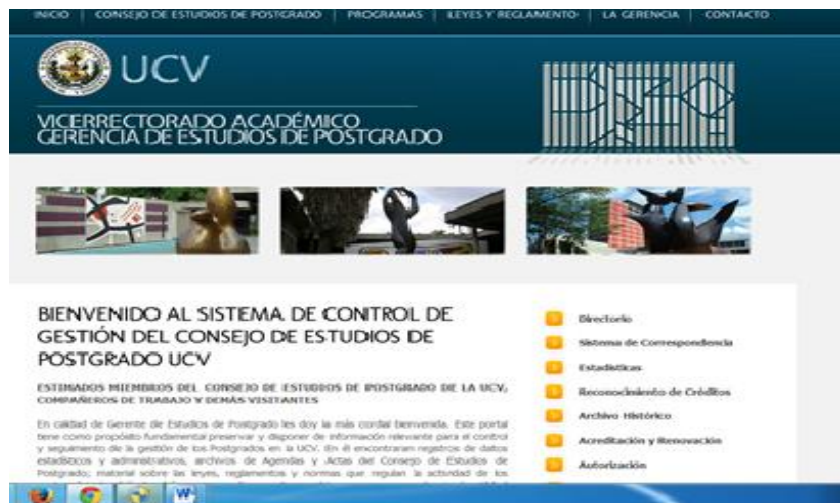 INICIO | CONSEJO DE ESTUDIOS DE POSTGRADO | PROGRAMAS | LEYES Y REGLAMENTO | LA GERENCIA | CONTACTO
UCV
VICERRECTORADO ACADÉMICO
GERENCIA DE ESTUDIOS DE POSTGRADO
BIENVENIDO AL SISTEMA DE CONTROL DE
GESTIÓN DEL CONSEJO DE ESTUDIOS DE
POSTGRADO UCV
ESTIMADOS MIEMBROS DEL CONSEJO DE ESTUDIOS DE POSTGRADO DE LA UCV,
COMPAÑEROS DE TRABAJO Y DEMÁS VISITANTES
En calidad de Gerente de Estudios de Postgrado les doy la más cordial bienvenida. Este portal
tiene como propósito fundamental preservar y disponer de información relevante para el control
y seguimiento de la gestión de los Postgrados en la UCV. En él encontraram registros de datos
estadísticos y administrativos, archivos de Agendas y Actas del Consejo de Estudios de
Postgrado; material sobre las leyes, reglamentos y normas que regulan la actividad de los
Directorio
Sistema de Correspondencia
Estadísticas
Reconocimiento de Créditos
Archivo Histórico
Acreditación y Renovación
Autorización